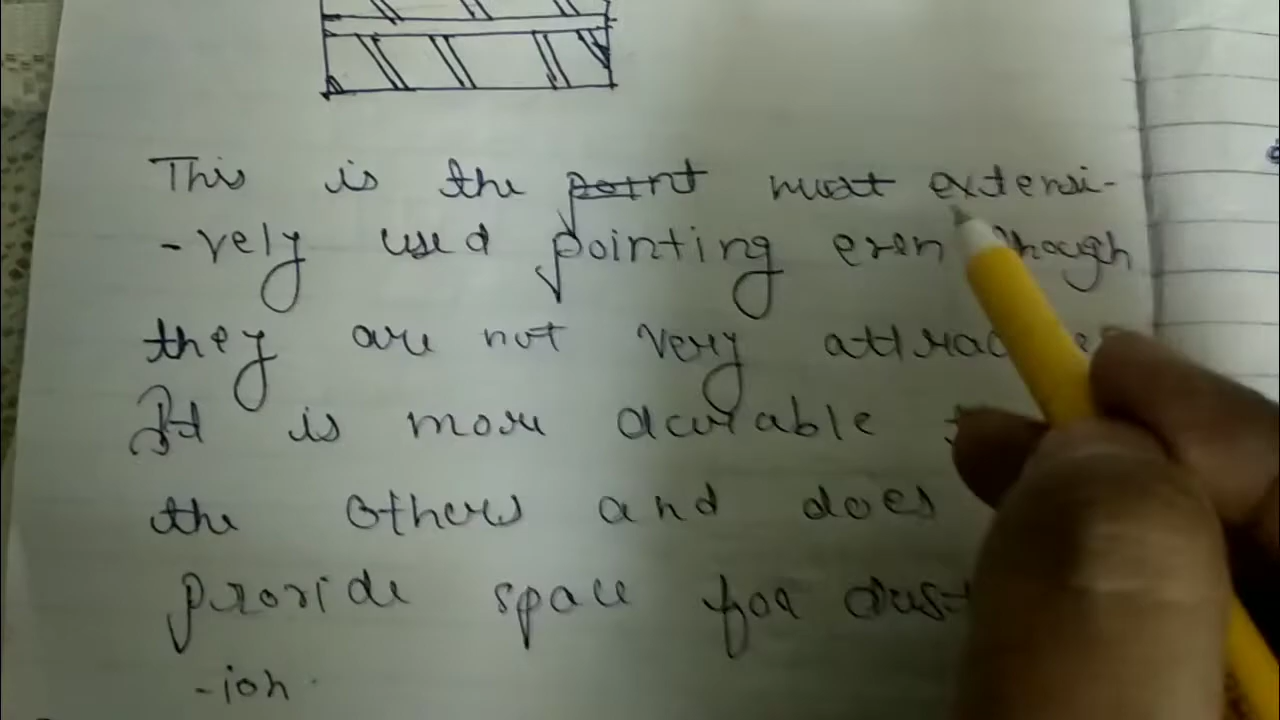 This is the point most extensi-
-vely used pointing even though
they are not very
It is more durable
the others and does
provide space for dust
-ion